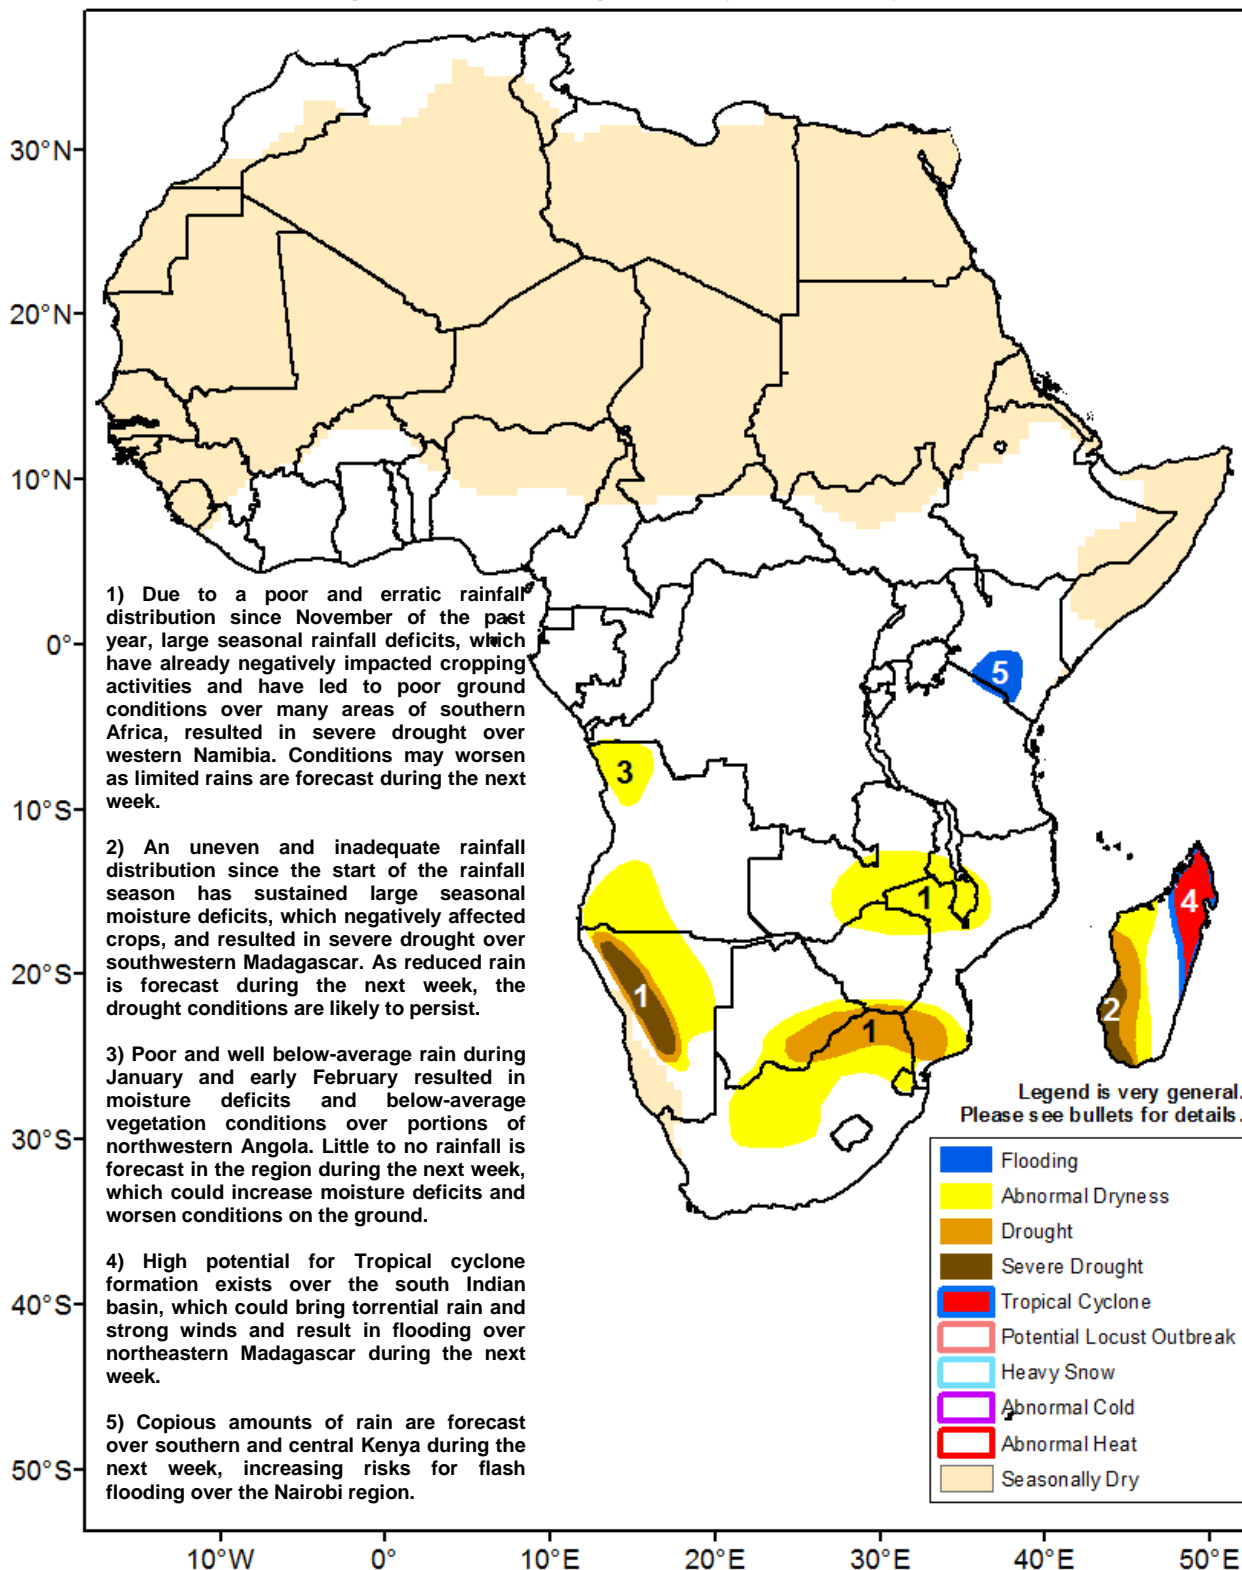 30°N
20°N
10°N
0°
10°S
20°S
30°S
40°S
50°S
1) Due to a poor and erratic rainfall
distribution since November of the past
year, large seasonal rainfall deficits, which
have already negatively impacted cropping
activities and have led to poor ground
conditions over many areas of southern
Africa, resulted in severe drought over
western Namibia. Conditions may worsen
as limited rains are forecast during the next
week.
2) An uneven and inadequate rainfall
distribution since the start of the rainfall
season has sustained large seasonal
moisture deficits, which negatively affected
crops, and resulted in severe drought over
southwestern Madagascar. As reduced rain
is forecast during the next week, the
drought conditions are likely to persist.
3) Poor and well below-average rain during
January and early February resulted in
moisture deficits and below-average
vegetation conditions over portions of
northwestern Angola. Little to no rainfall is
forecast in the region during the next week,
which could increase moisture deficits and
worsen conditions on the ground.
4) High potential for Tropical cyclone
formation exists over the south Indian
basin, which could bring torrential rain and
strong winds and result in flooding over
northeastern Madagascar during the next
week.
5) Copious amounts of rain are forecast
over southern and central Kenya during the
next week, increasing risks for flash
flooding over the Nairobi region.
5
3
1
4
1
2
1
Legend is very general.
Please see bullets for details.
Flooding
Abnormal Dryness
Drought
Severe Drought
Tropical Cyclone
Potential Locust Outbreak
Heavy Snow
Abnormal Cold
Abnormal Heat
Seasonally Dry
10°W
0°
10°E
20°E
30°E
40°E
50°E